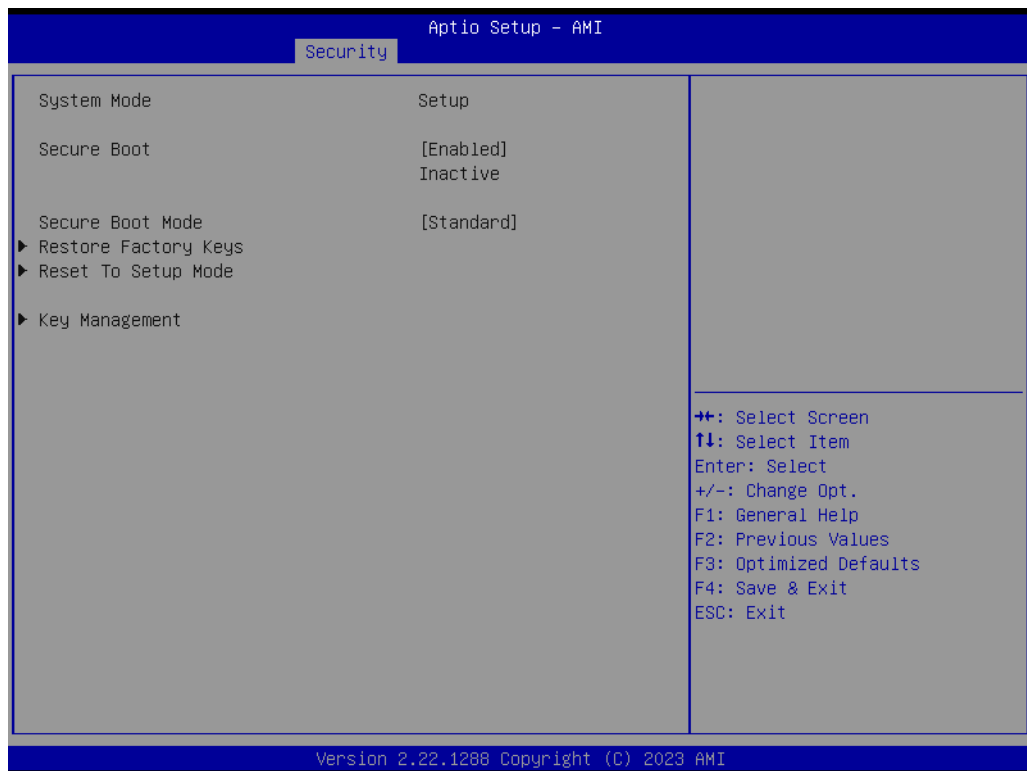 Aptio Setup – AMI
Security
System Mode Setup
Secure Boot [Enabled]
Inactive
Secure Boot Mode [Standard]
▶ Restore Factory Keys
▶ Reset To Setup Mode
▶ Key Management
→←: Select Screen
↑↓: Select Item
Enter: Select
+/-: Change Opt.
F1: General Help
F2: Previous Values
F3: Optimized Defaults
F4: Save & Exit
ESC: Exit
Version 2.22.1288 Copyright (C) 2023 AMI